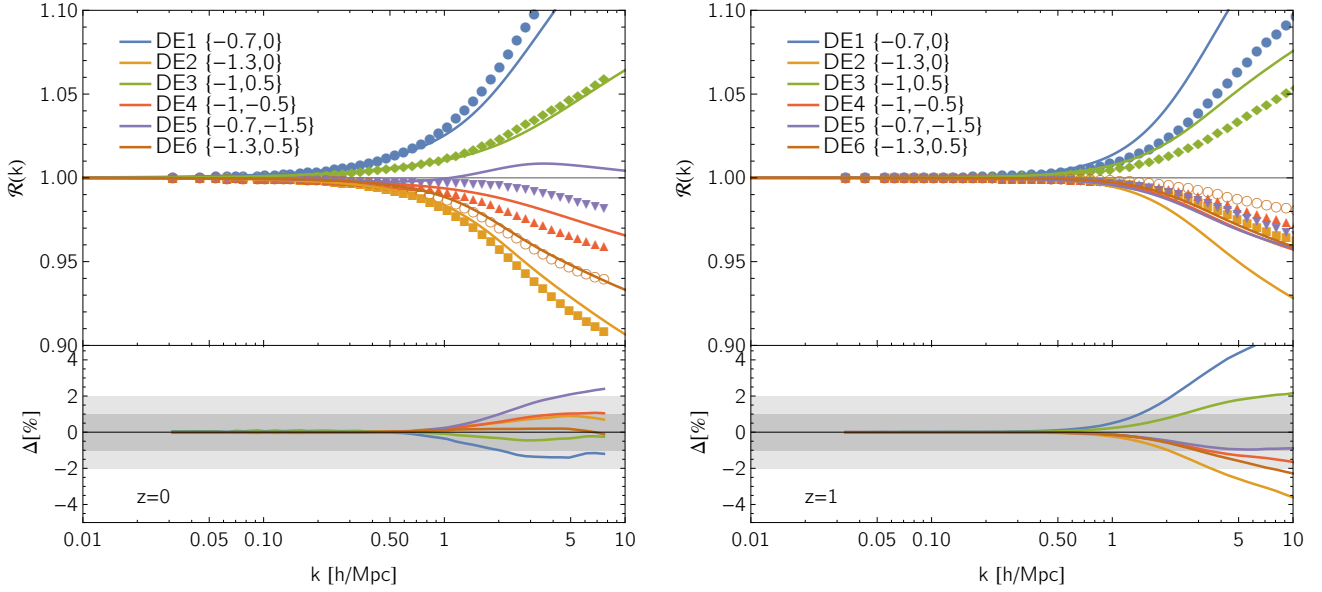 1.10
1.05
1.00
0.95
0.90
ℛ(k)
DE1 {-0.7,0}
DE2 {-1.3,0}
DE3 {-1,0.5}
DE4 {-1,-0.5}
DE5 {-0.7,-1.5}
DE6 {-1.3,0.5}
4
2
0
-2
-4
Δ[%]
z=0
0.01
0.05
0.10
0.50
1
5
10
k [h/Mpc]
1.10
1.05
1.00
0.95
0.90
ℛ(k)
DE1 {-0.7,0}
DE2 {-1.3,0}
DE3 {-1,0.5}
DE4 {-1,-0.5}
DE5 {-0.7,-1.5}
DE6 {-1.3,0.5}
4
2
0
-2
-4
Δ[%]
z=1
0.01
0.05
0.10
0.50
1
5
10
k [h/Mpc]